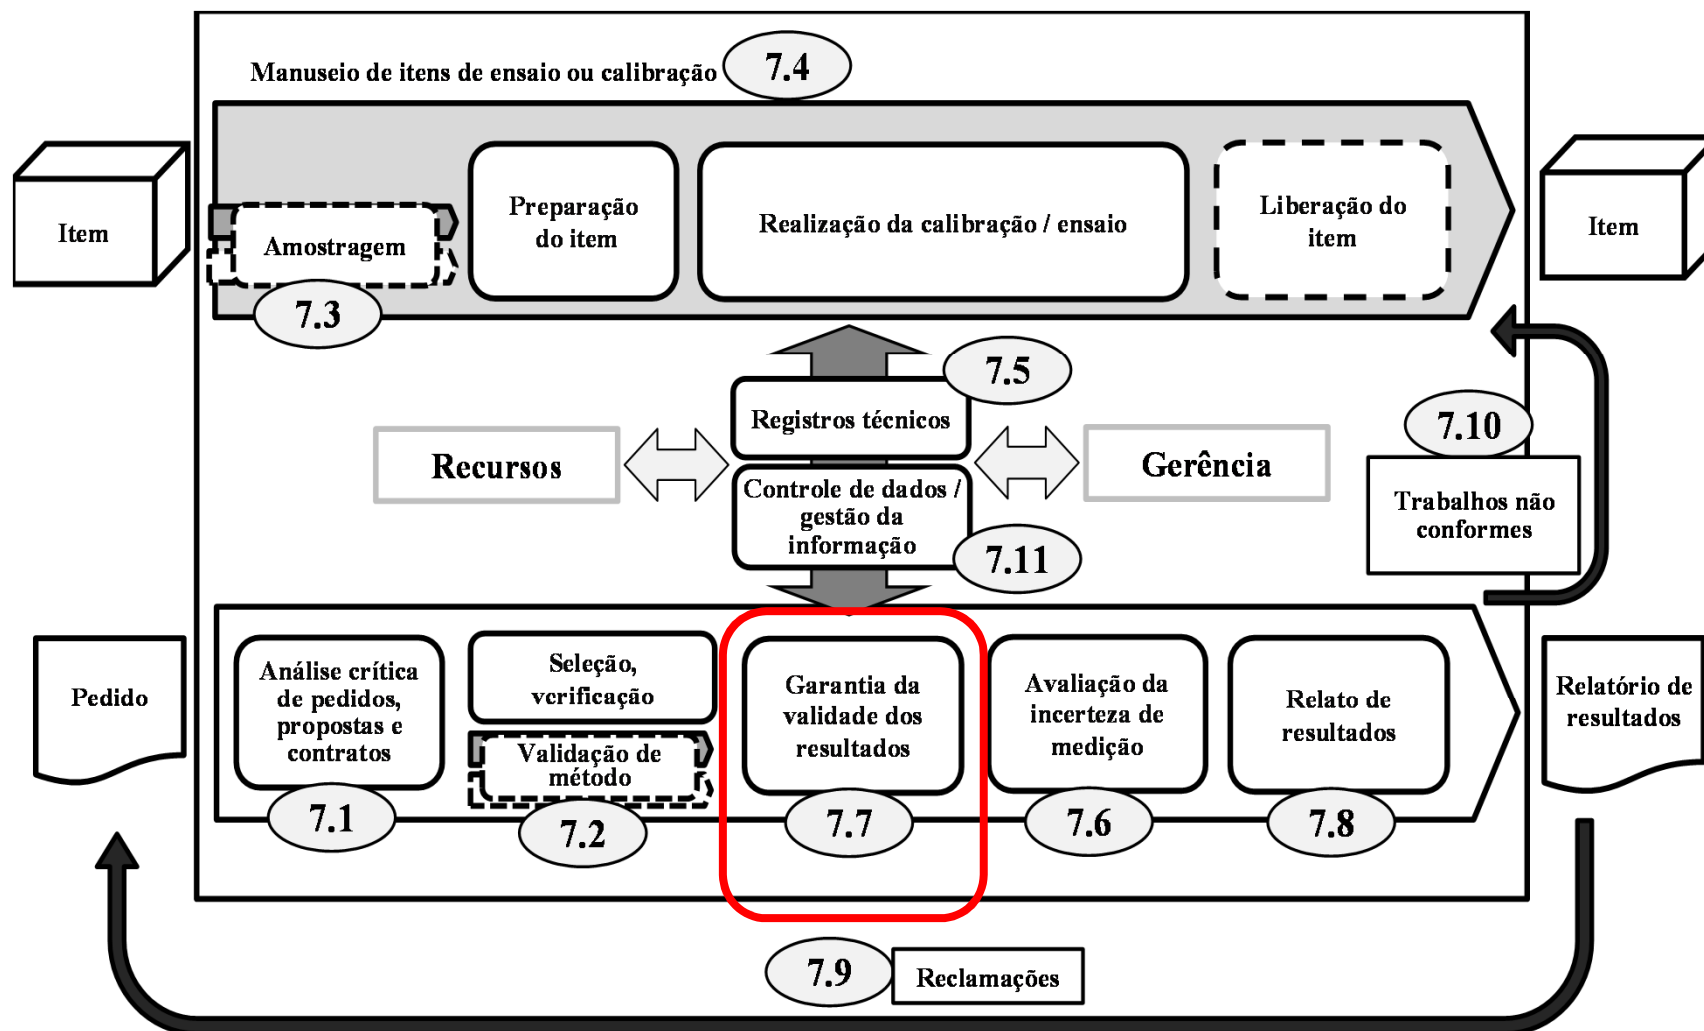 Manuseio de itens de ensaio ou calibração
7.4
Item
Amostragem
7.3
Preparação
do item
Realização da calibração / ensaio
Liberação do
item
Item
7.5
Registros técnicos
Recursos
Gerência
Controle de dados /
gestão da
informação
7.11
7.10
Trabalhos não
conformes
Pedido
Análise crítica
de pedidos,
propostas e
contratos
7.1
Seleção,
verificação
Validação de
método
7.2
Garantia da
validade dos
resultados
7.7
Avaliação da
incerteza de
medição
7.6
Relato de
resultados
7.8
Relatório de
resultados
7.9
Reclamações